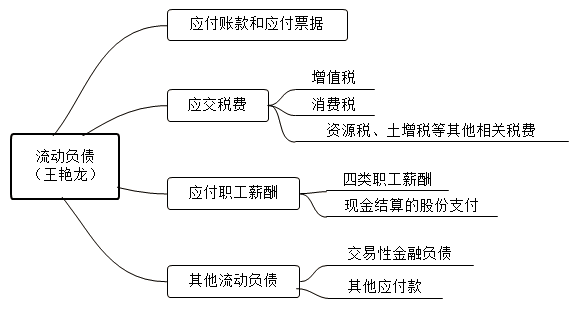 应付账款和应付票据
增值税
应交税费
消费税
资源税、土增税等其他相关税费
流动负债
（王艳龙）
四类职工薪酬
应付职工薪酬
现金结算的股份支付
交易性金融负债
其他流动负债
其他应付款